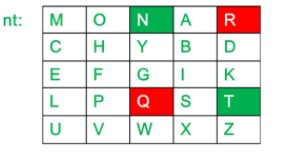 nt: M O N A R
C H Y B D
E F G I K
L P Q S T
U V W X Z